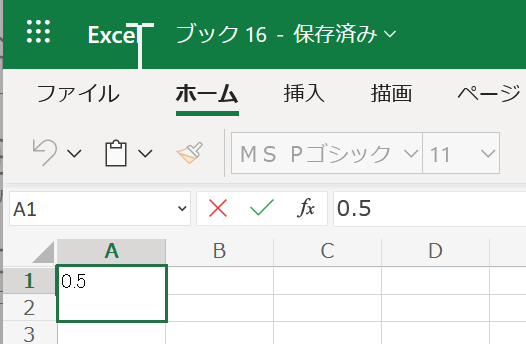 Excel ブック 16 - 保存済み
ファイル ホーム 挿入 描画 ページ
ＭＳ Ｐゴシック 11
A1 fx 0.5
A B C D
1 0.5
2
3